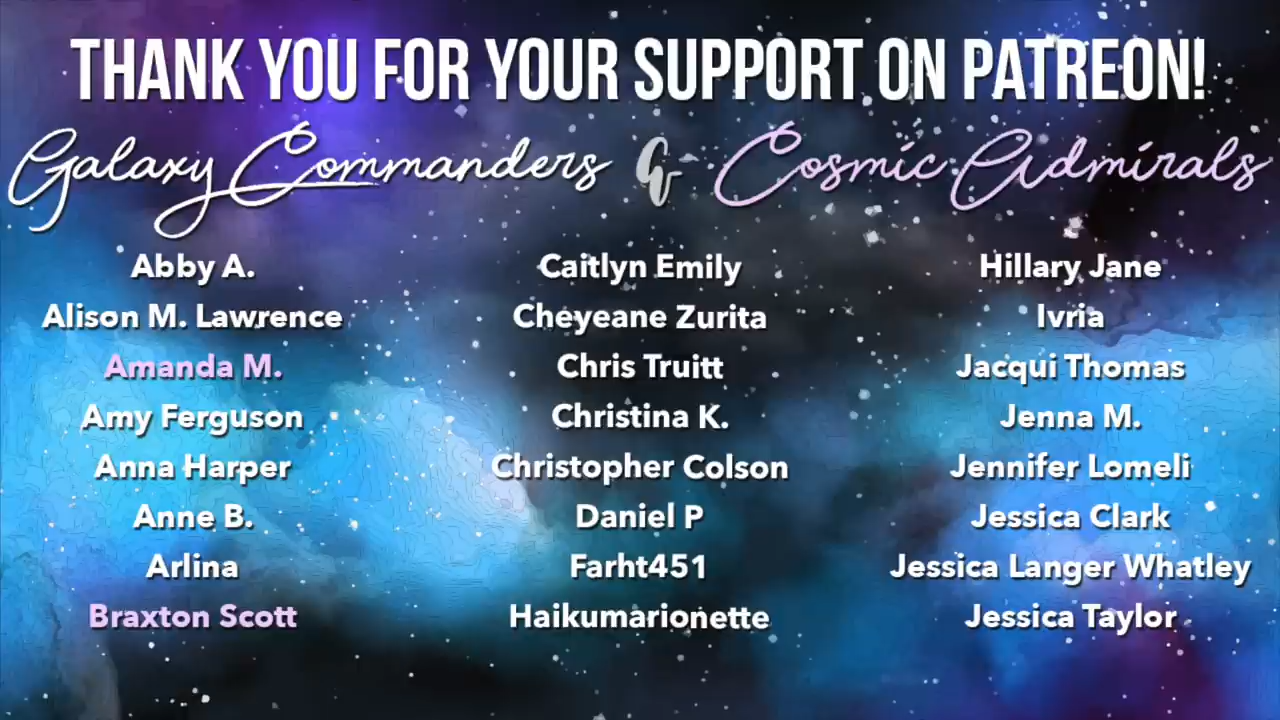 THANK YOU FOR YOUR SUPPORT ON PATREON!
Galaxy Commanders & Cosmic Admirals
Abby A.
Alison M. Lawrence
Amanda M.
Amy Ferguson
Anna Harper
Anne B.
Arlina
Braxton Scott
Caitlyn Emily
Cheyeane Zurita
Chris Truitt
Christina K.
Christopher Colson
Daniel P
Farht451
Haikumarionette
Hillary Jane
Ivria
Jacqui Thomas
Jenna M.
Jennifer Lomeli
Jessica Clark
Jessica Langer Whatley
Jessica Taylor